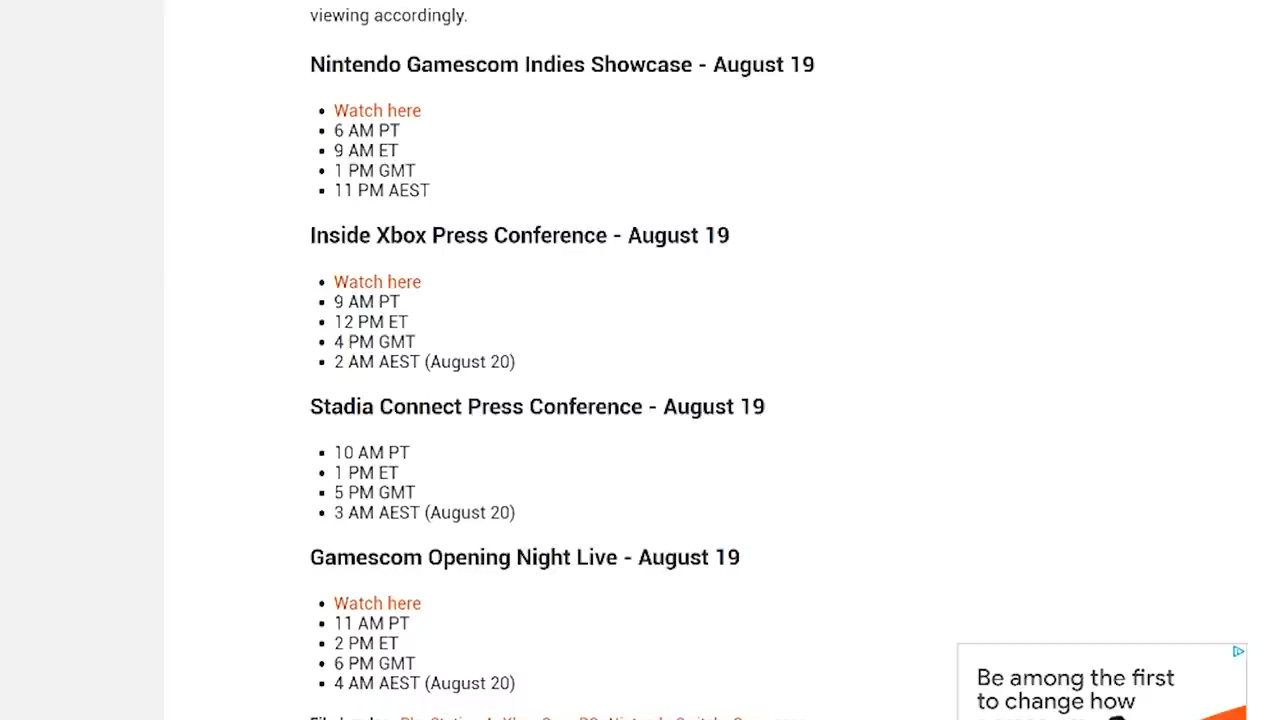 viewing accordingly.
Nintendo Gamescom Indies Showcase - August 19
Watch here
6 AM PT
9 AM ET
1 PM GMT
11 PM AEST
Inside Xbox Press Conference - August 19
Watch here
9 AM PT
12 PM ET
4 PM GMT
2 AM AEST (August 20)
Stadia Connect Press Conference - August 19
10 AM PT
1 PM ET
5 PM GMT
3 AM AEST (August 20)
Gamescom Opening Night Live - August 19
Watch here
11 AM PT
2 PM ET
6 PM GMT
4 AM AEST (August 20)
Be among the first
to change how